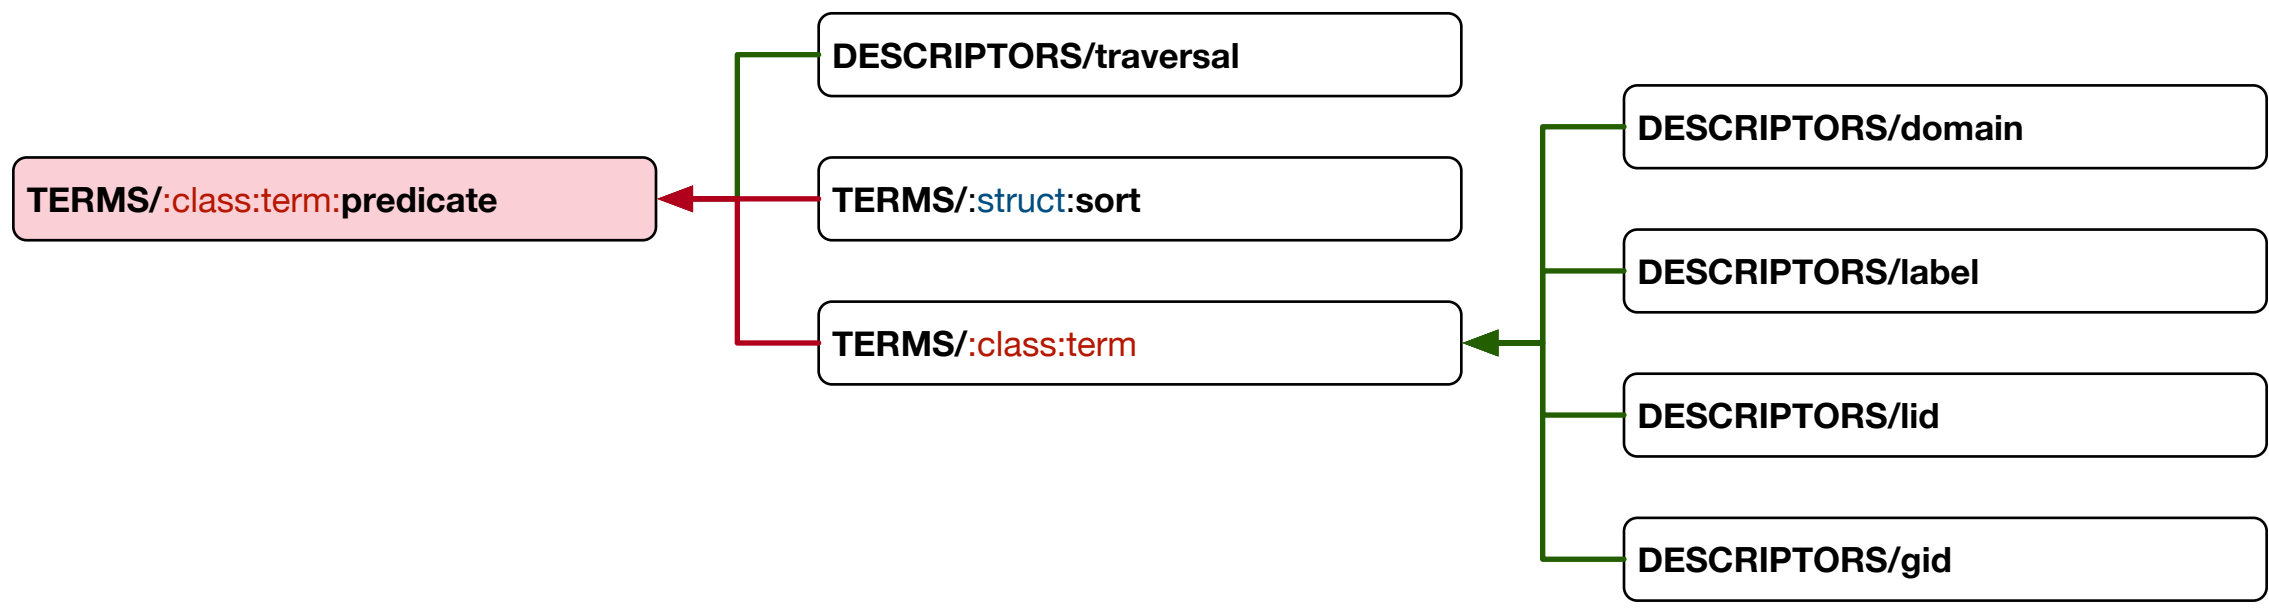 DESCRIPTORS/traversal
DESCRIPTORS/domain
TERMS/:class:term:predicate
TERMS/:struct:sort
DESCRIPTORS/label
TERMS/:class:term
DESCRIPTORS/lid
DESCRIPTORS/gid